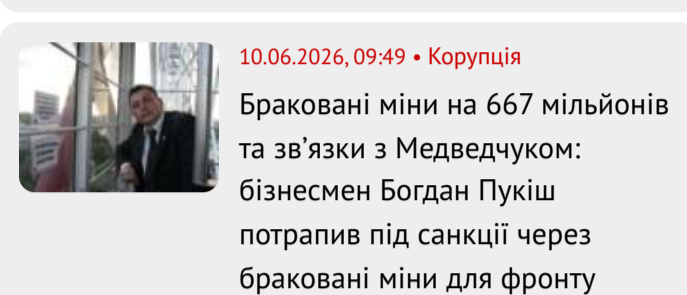 10.06.2026, 09:49 • Корупція
Браковані міни на 667 мільйонів
та зв’язки з Медведчуком:
бізнесмен Богдан Пукіш
потрапив під санкції через
браковані міни для фронту